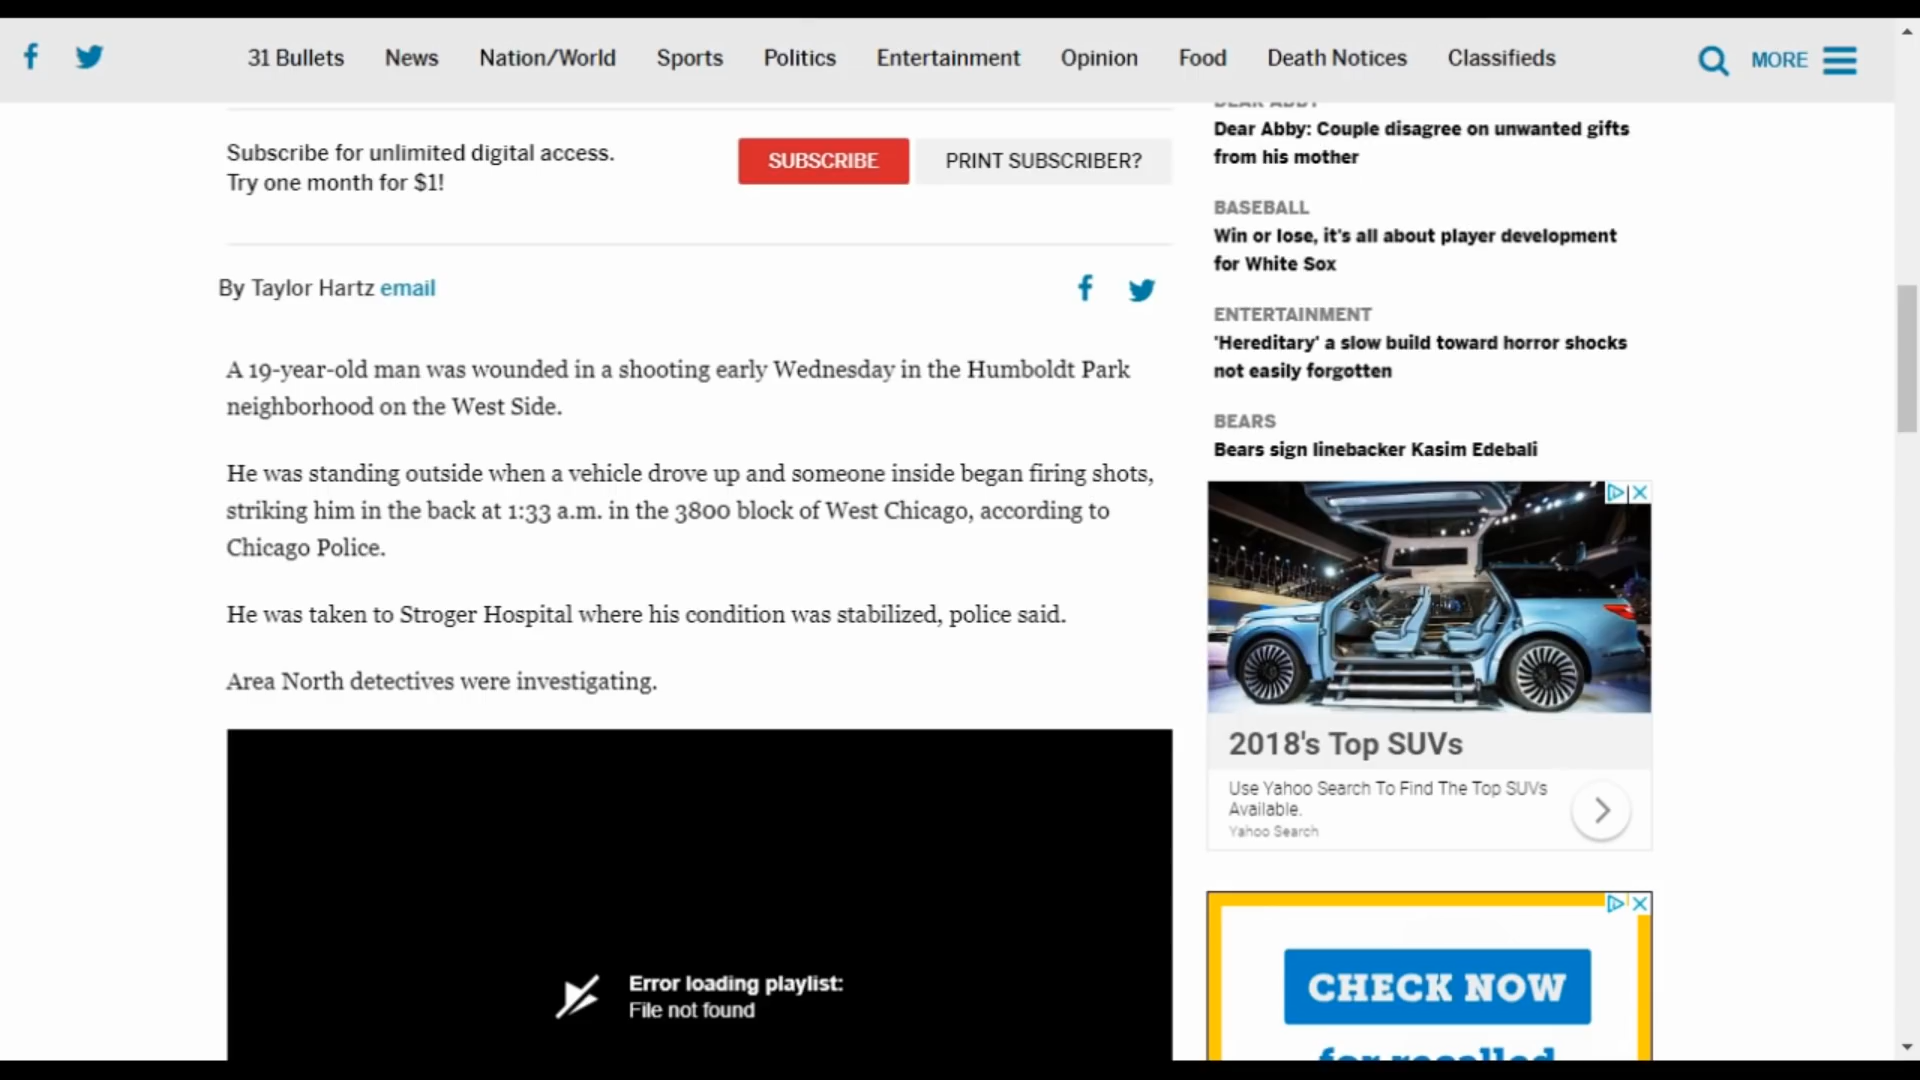 31 Bullets News Nation/World Sports Politics Entertainment Opinion Food Death Notices Classifieds MORE
Subscribe for unlimited digital access.
Try one month for $1!
SUBSCRIBE
PRINT SUBSCRIBER?
By Taylor Hartz email
A 19-year-old man was wounded in a shooting early Wednesday in the Humboldt Park
neighborhood on the West Side.
He was standing outside when a vehicle drove up and someone inside began firing shots,
striking him in the back at 1:33 a.m. in the 3800 block of West Chicago, according to
Chicago Police.
He was taken to Stroger Hospital where his condition was stabilized, police said.
Area North detectives were investigating.
Error loading playlist:
File not found
DEAR ABBY
Dear Abby: Couple disagree on unwanted gifts
from his mother
BASEBALL
Win or lose, it's all about player development
for White Sox
ENTERTAINMENT
'Hereditary' a slow build toward horror shocks
not easily forgotten
BEARS
Bears sign linebacker Kasim Edebali
2018's Top SUVs
Use Yahoo Search To Find The Top SUVs
Available.
Yahoo Search
CHECK NOW
for recalled